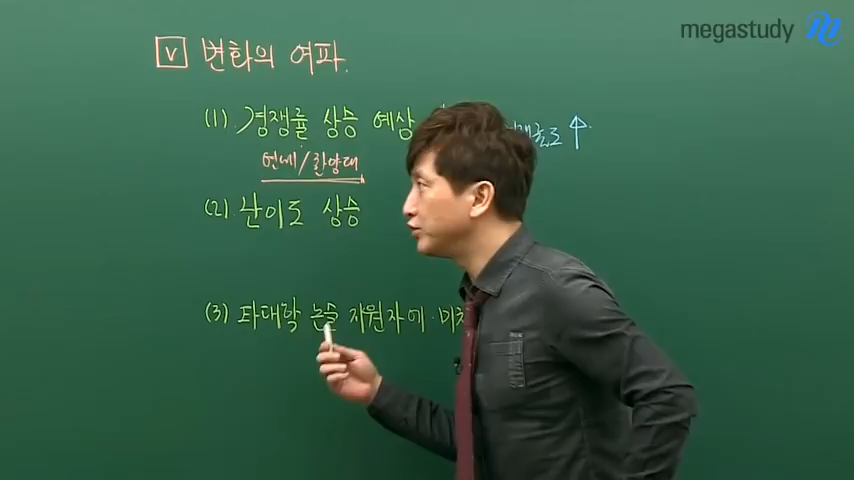 megastudy
V 변화의 여파.
(1) 경쟁률 상승 예상 ↑
연세/한양대
(2) 난이도 상승
(3) 타대학 논술 지원자에 미치